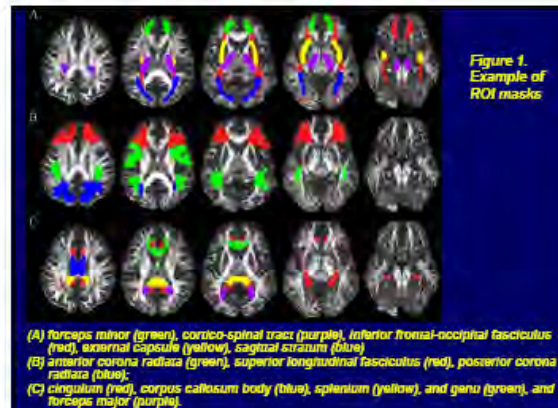 A.
Figure 1.
Example of
ROI masks
B
C
(A) forceps minor (green), cortico-spinal tract (purple), inferior frontal-occipital fasciculus
(red), external capsule (yellow), sagittal stratum (blue)
(B) anterior corona radiata (green), superior longitudinal fasciculus (red), posterior corona
radiata (blue);
(C) cingulum (red), corpus callosum body (blue), splenium (yellow), and genu (green), and
forceps major (purple).